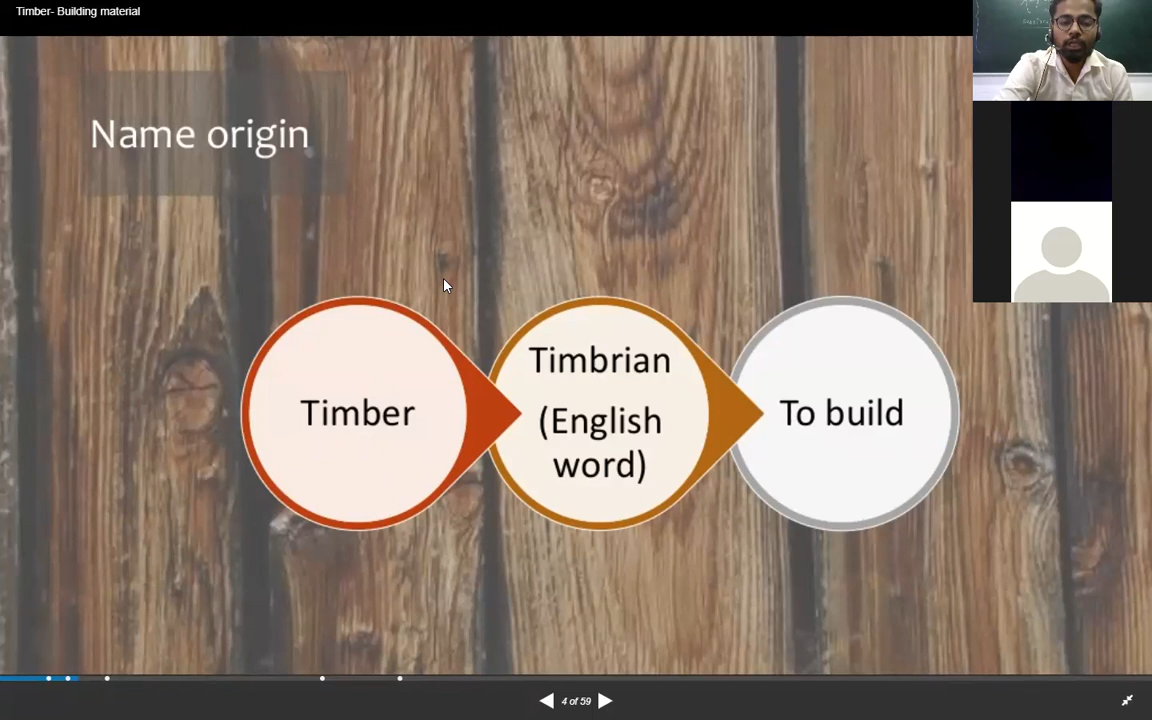 Timber- Building material
Name origin
Timber
Timbrian
(English
word)
To build
4 of 59